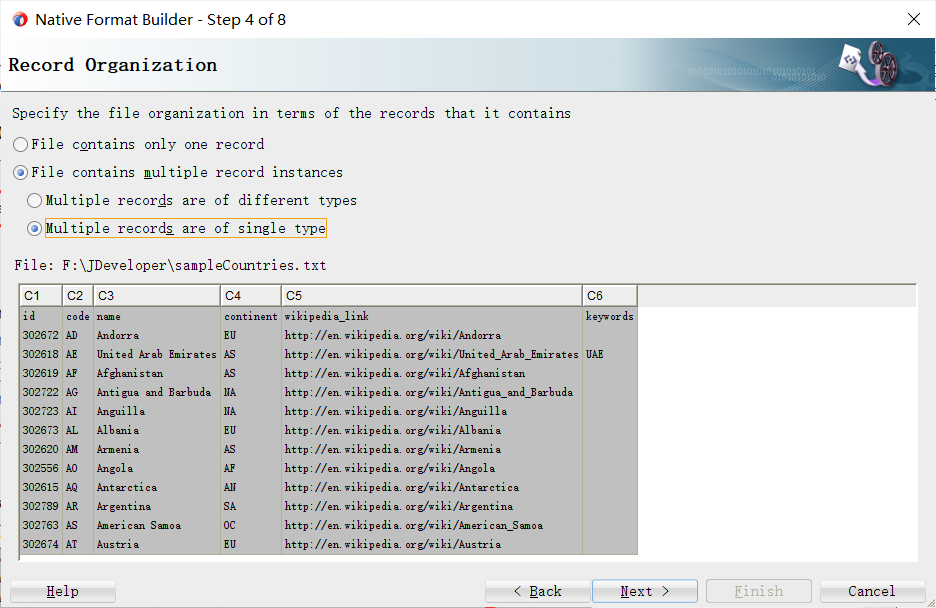 Native Format Builder - Step 4 of 8
Record Organization
Specify the file organization in terms of the records that it contains
File contains only one record
File contains multiple record instances
Multiple records are of different types
Multiple records are of single type
File: F:\JDeveloper\sampleCountries.txt
C1 C2 C3 C4 C5 C6
id code name continent wikipedia_link keywords
302672 AD Andorra EU http://en.wikipedia.org/wiki/Andorra
302618 AE United Arab Emirates AS http://en.wikipedia.org/wiki/United_Arab_Emirates UAE
302619 AF Afghanistan AS http://en.wikipedia.org/wiki/Afghanistan
302722 AG Antigua and Barbuda NA http://en.wikipedia.org/wiki/Antigua_and_Barbuda
302723 AI Anguilla NA http://en.wikipedia.org/wiki/Anguilla
302673 AL Albania EU http://en.wikipedia.org/wiki/Albania
302620 AM Armenia AS http://en.wikipedia.org/wiki/Armenia
302556 AO Angola AF http://en.wikipedia.org/wiki/Angola
302615 AQ Antarctica AN http://en.wikipedia.org/wiki/Antarctica
302789 AR Argentina SA http://en.wikipedia.org/wiki/Argentina
302763 AS American Samoa OC http://en.wikipedia.org/wiki/American_Samoa
302674 AT Austria EU http://en.wikipedia.org/wiki/Austria
Help < Back Next > Finish Cancel